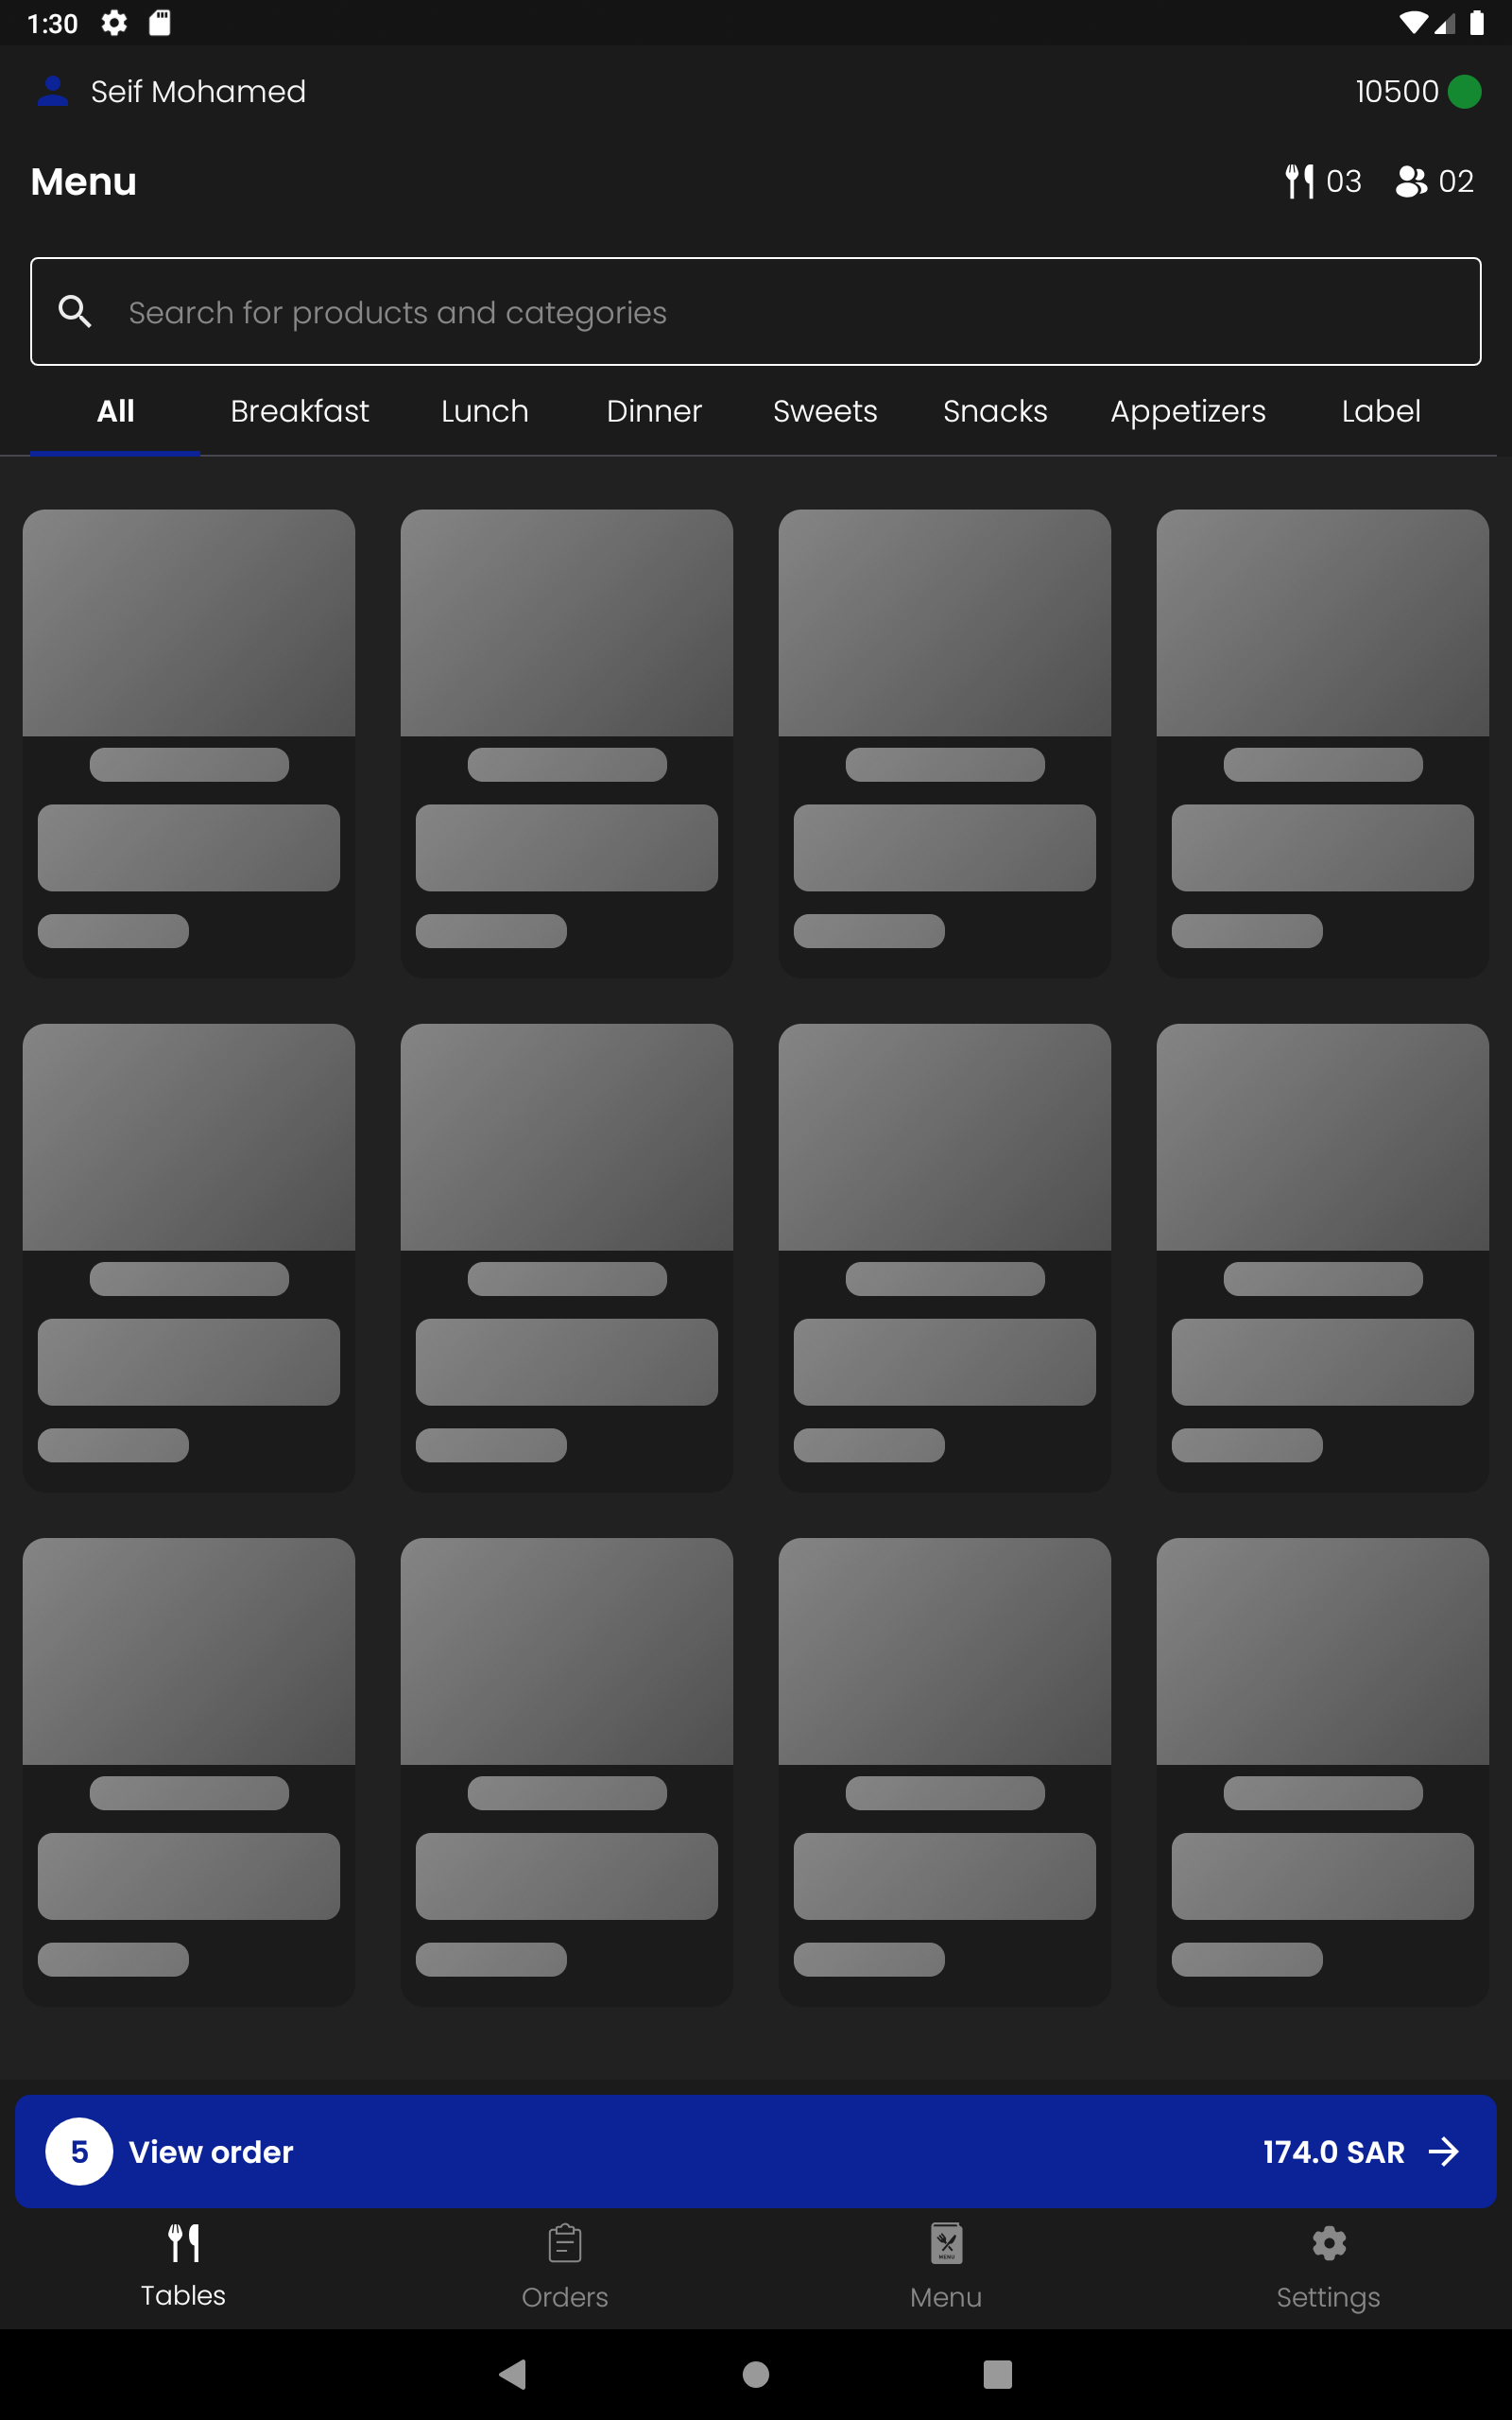 1:30
Seif Mohamed
10500
Menu
03
02
Search for products and categories
All
Breakfast
Lunch
Dinner
Sweets
Snacks
Appetizers
Label
5
View order
174.0 SAR
MENU
Tables
Orders
Menu
Settings